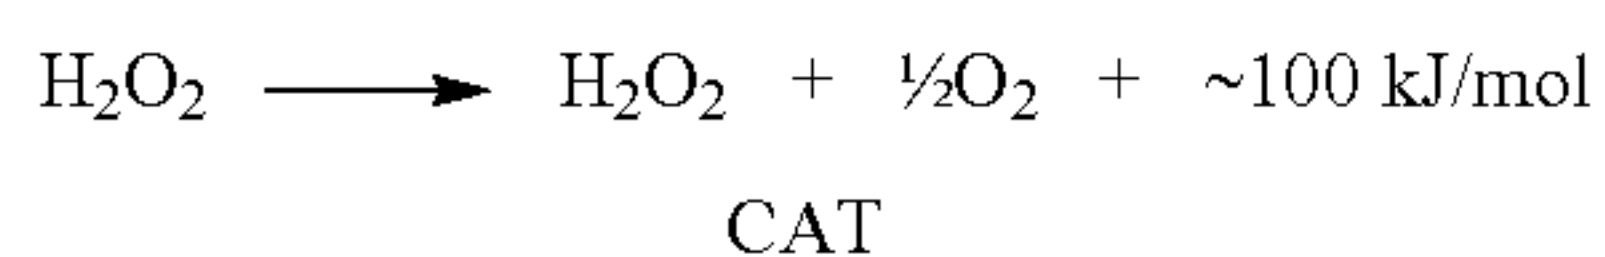 H₂O₂ ⟶ H₂O₂ + ½O₂ + ~100 kJ/mol
CAT